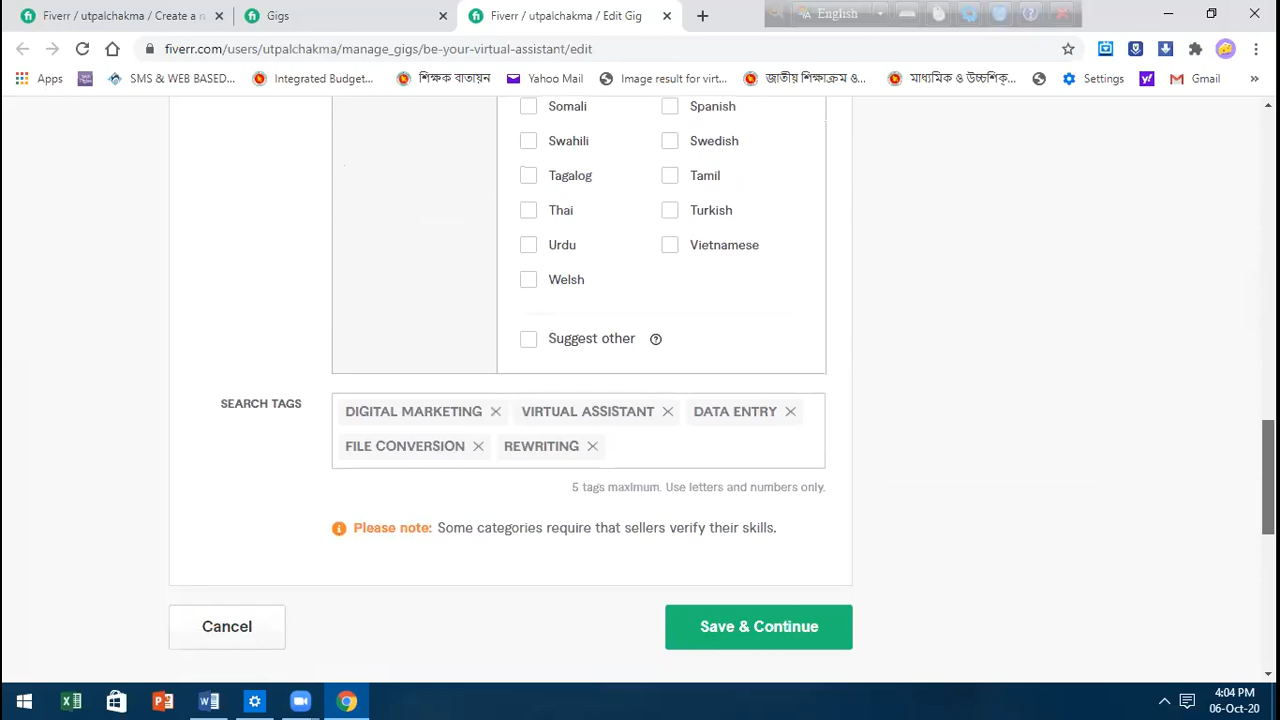 Fiverr / utpalchakma / Create a
Gigs
Fiverr / utpalchakma / Edit Gig
English
fiverr.com/users/utpalchakma/manage_gigs/be-your-virtual-assistant/edit
Apps
SMS & WEB BASED...
Integrated Budget...
শিক্ষক বাতায়ন
Yahoo Mail
Image result for virt...
জাতীয় শিক্ষাক্রম ও...
মাধ্যমিক ও উচ্চশিক্...
Settings
Gmail
»
Somali Spanish
Swahili Swedish
Tagalog Tamil
Thai Turkish
Urdu Vietnamese
Welsh
Suggest other
SEARCH TAGS
DIGITAL MARKETING × VIRTUAL ASSISTANT × DATA ENTRY ×
FILE CONVERSION × REWRITING ×
5 tags maximum. Use letters and numbers only.
Please note: Some categories require that sellers verify their skills.
Cancel
Save & Continue
4:04 PM
06-Oct-20